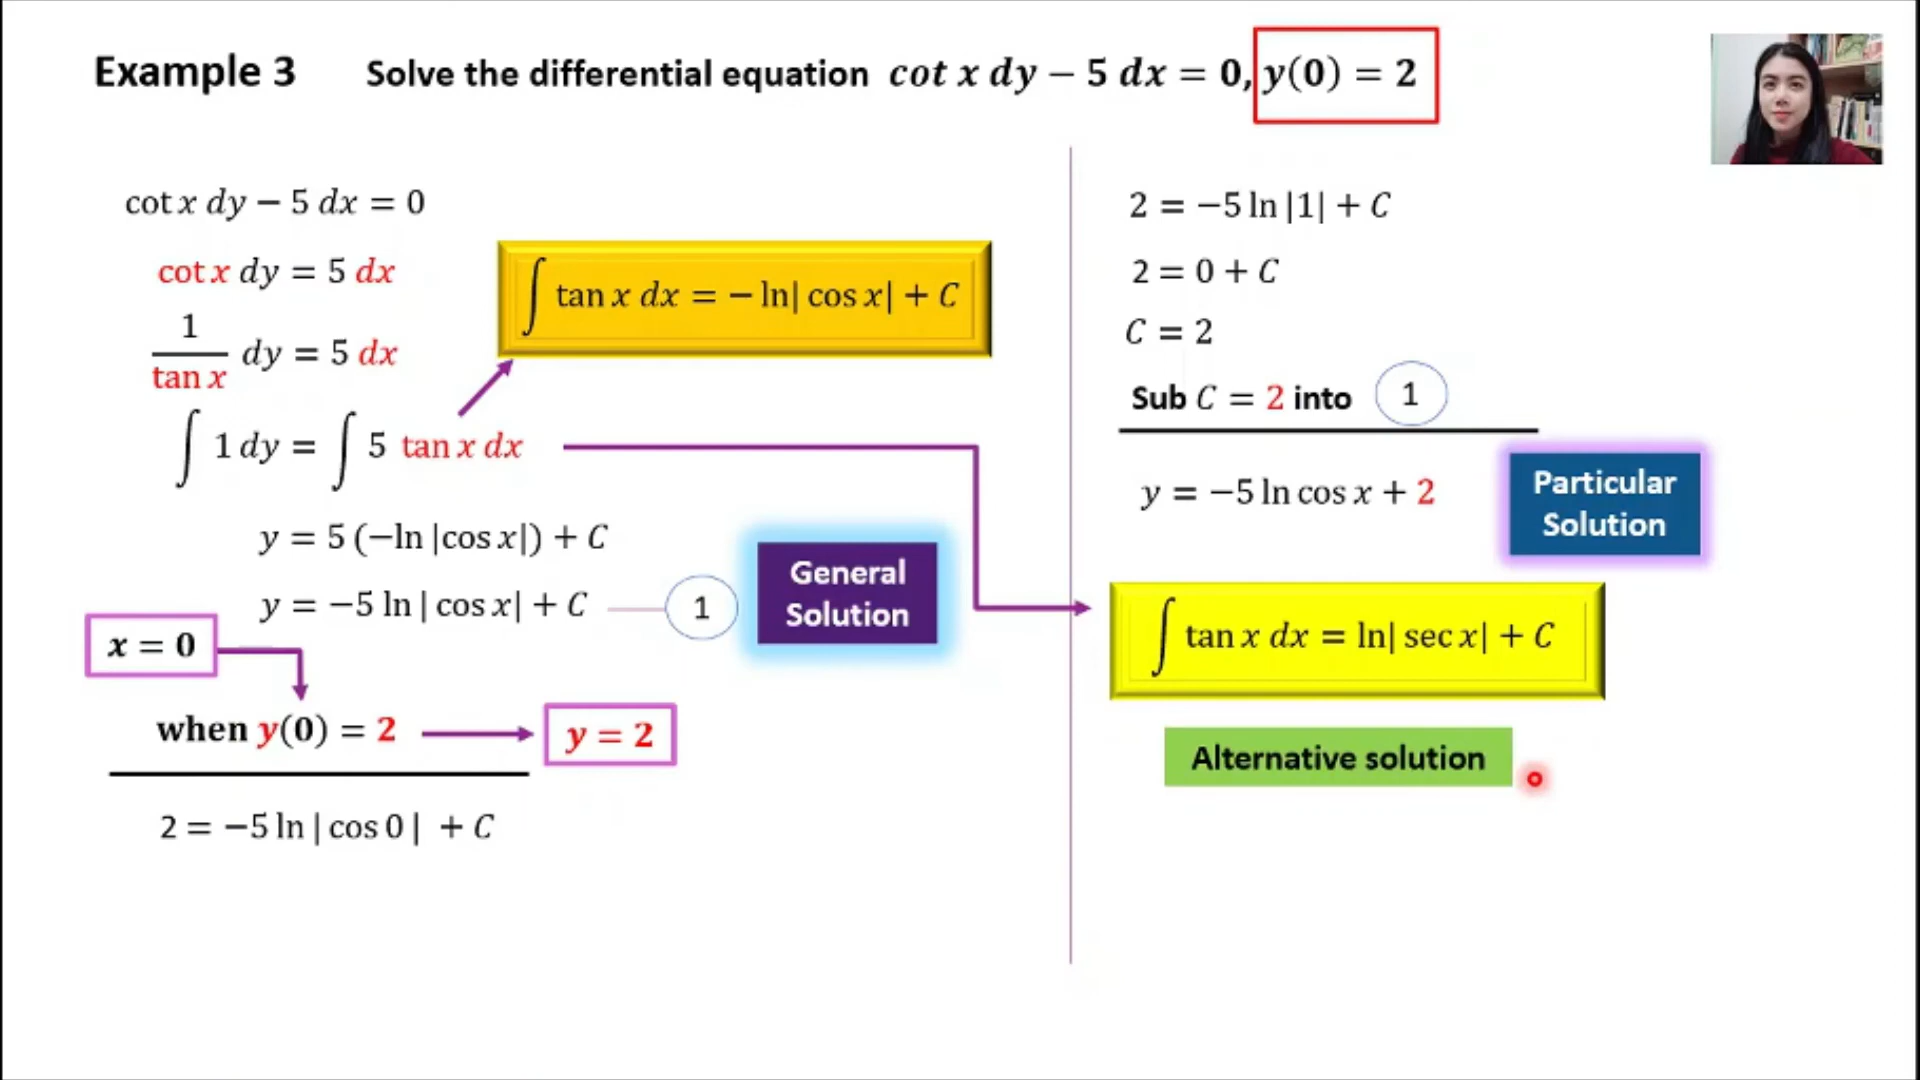 Example 3 Solve the differential equation cot x dy − 5 dx = 0, y(0) = 2
cot x dy − 5 dx = 0
cot x dy = 5 dx
1/tan x dy = 5 dx
∫ tan x dx = − ln| cos x| + C
∫ 1 dy = ∫ 5 tan x dx
y = 5 (−ln |cos x|) + C
y = −5 ln | cos x| + C 1
General
Solution
x = 0
when y(0) = 2
y = 2
2 = −5 ln | cos 0 | + C
2 = −5 ln |1| + C
2 = 0 + C
C = 2
Sub C = 2 into 1
y = −5 ln cos x + 2
Particular
Solution
∫ tan x dx = ln| sec x| + C
Alternative solution